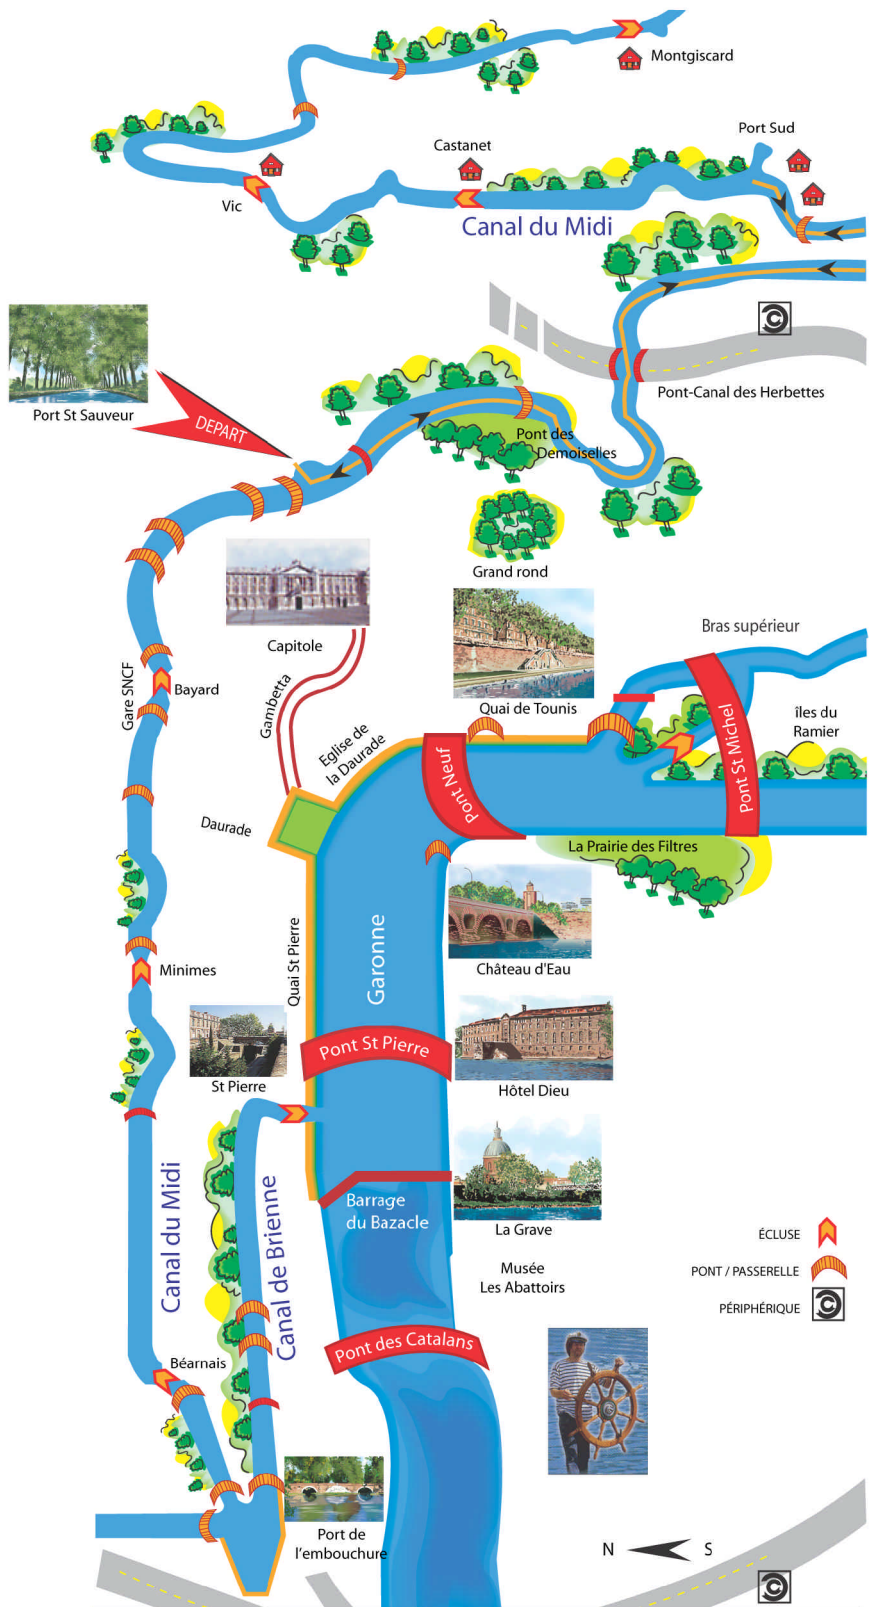 Montgiscard
Port Sud
Castanet
Vic
Canal du Midi
Port St Sauveur
DEPART
Pont-Canal des Herbettes
Pont des
Demoiselles
Grand rond
Capitole
Quai de Tounis
Bras supérieur
Gare SNCF
Bayard
Gambetta
Eglise de
la Daurade
Pont Neuf
Pont St Michel
îles du
Ramier
Daurade
La Prairie des Filtres
Quai St Pierre
Garonne
Château d'Eau
Minimes
Pont St Pierre
St Pierre
Hôtel Dieu
Canal du Midi
Canal de Brienne
Barrage
du Bazacle
La Grave
Musée
Les Abattoirs
ÉCLUSE
PONT / PASSERELLE
PÉRIPHÉRIQUE
Pont des Catalans
Béarnais
Port de
l'embouchure
N
S